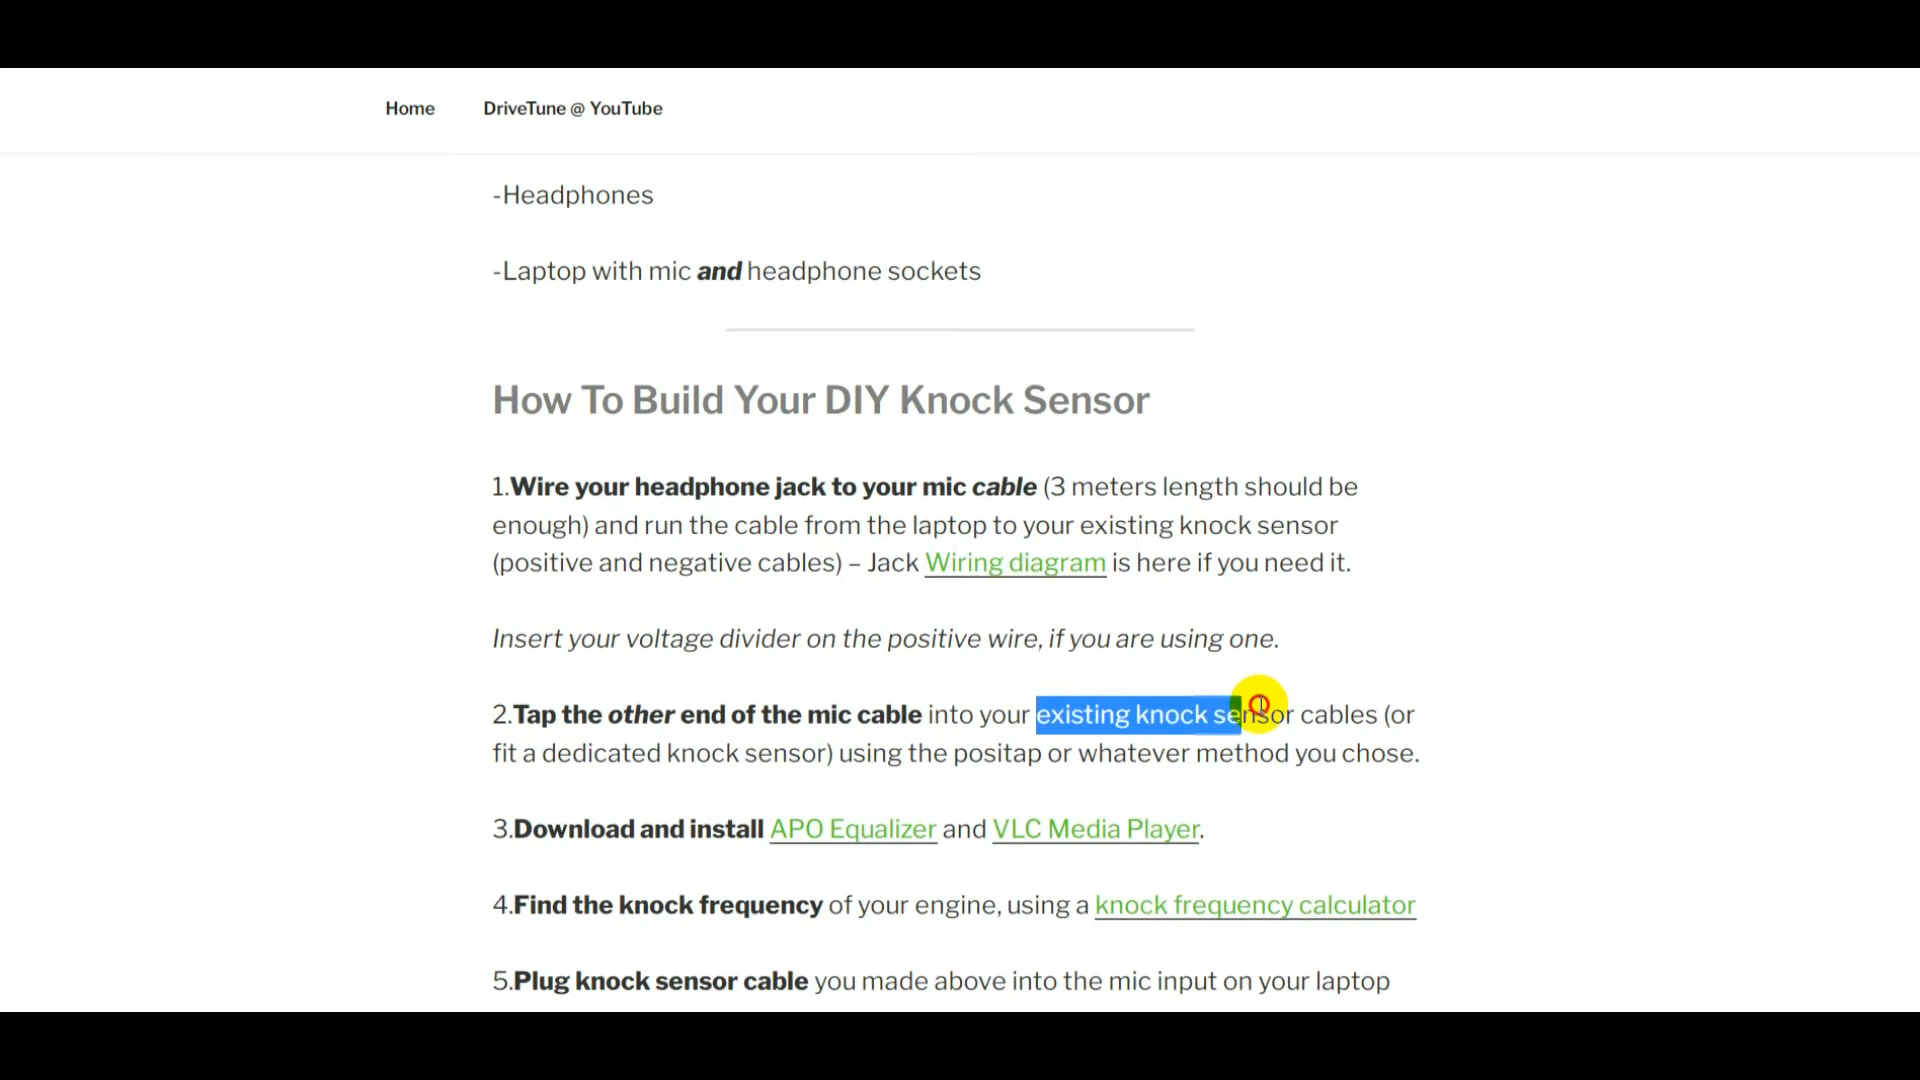 Home DriveTune @ YouTube
-Headphones
-Laptop with mic and headphone sockets
How To Build Your DIY Knock Sensor
1.Wire your headphone jack to your mic cable (3 meters length should be
enough) and run the cable from the laptop to your existing knock sensor
(positive and negative cables) – Jack Wiring diagram is here if you need it.
Insert your voltage divider on the positive wire, if you are using one.
2.Tap the other end of the mic cable into your existing knock sensor cables (or
fit a dedicated knock sensor) using the positap or whatever method you chose.
3.Download and install APO Equalizer and VLC Media Player.
4.Find the knock frequency of your engine, using a knock frequency calculator
5.Plug knock sensor cable you made above into the mic input on your laptop